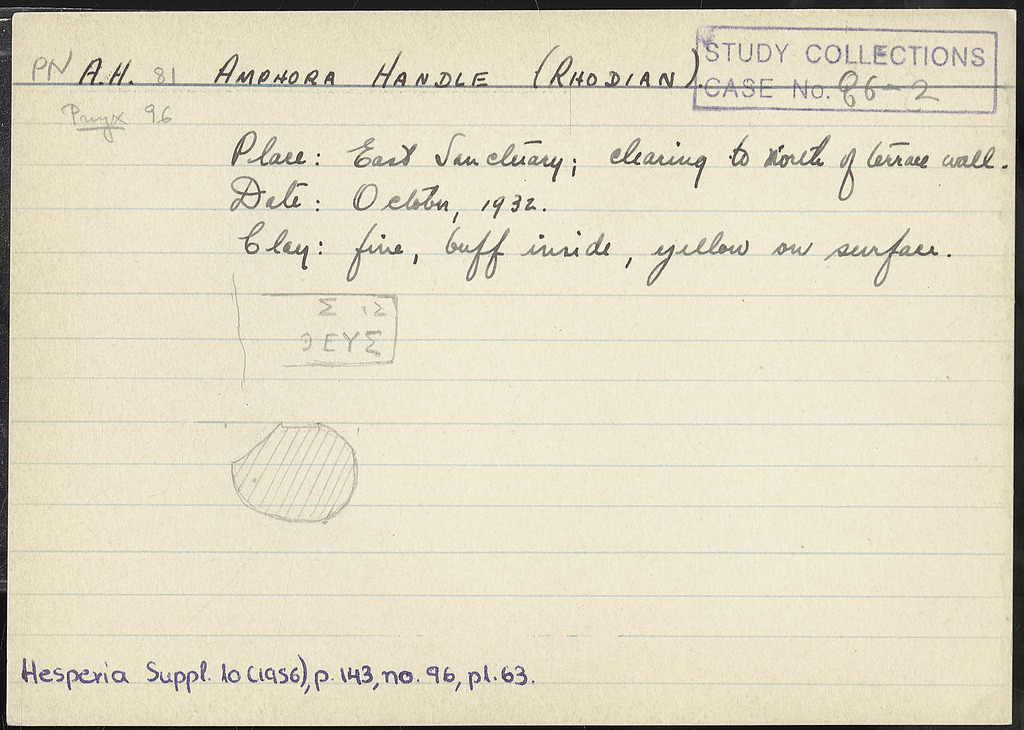 PN A.H. 81 AMPHORA HANDLE (RHODIAN).
STUDY COLLECTIONS
CASE No. 86-2
Pnyx 96
Place: East Sanctuary; clearing to North of terrace wall.
Date: October, 1932.
Clay: fine, buff inside, yellow on surface.
Σ ΙΣ
ΕΥΣ
Hesperia Suppl. 10 (1956), p. 143, no. 96, pl. 63.